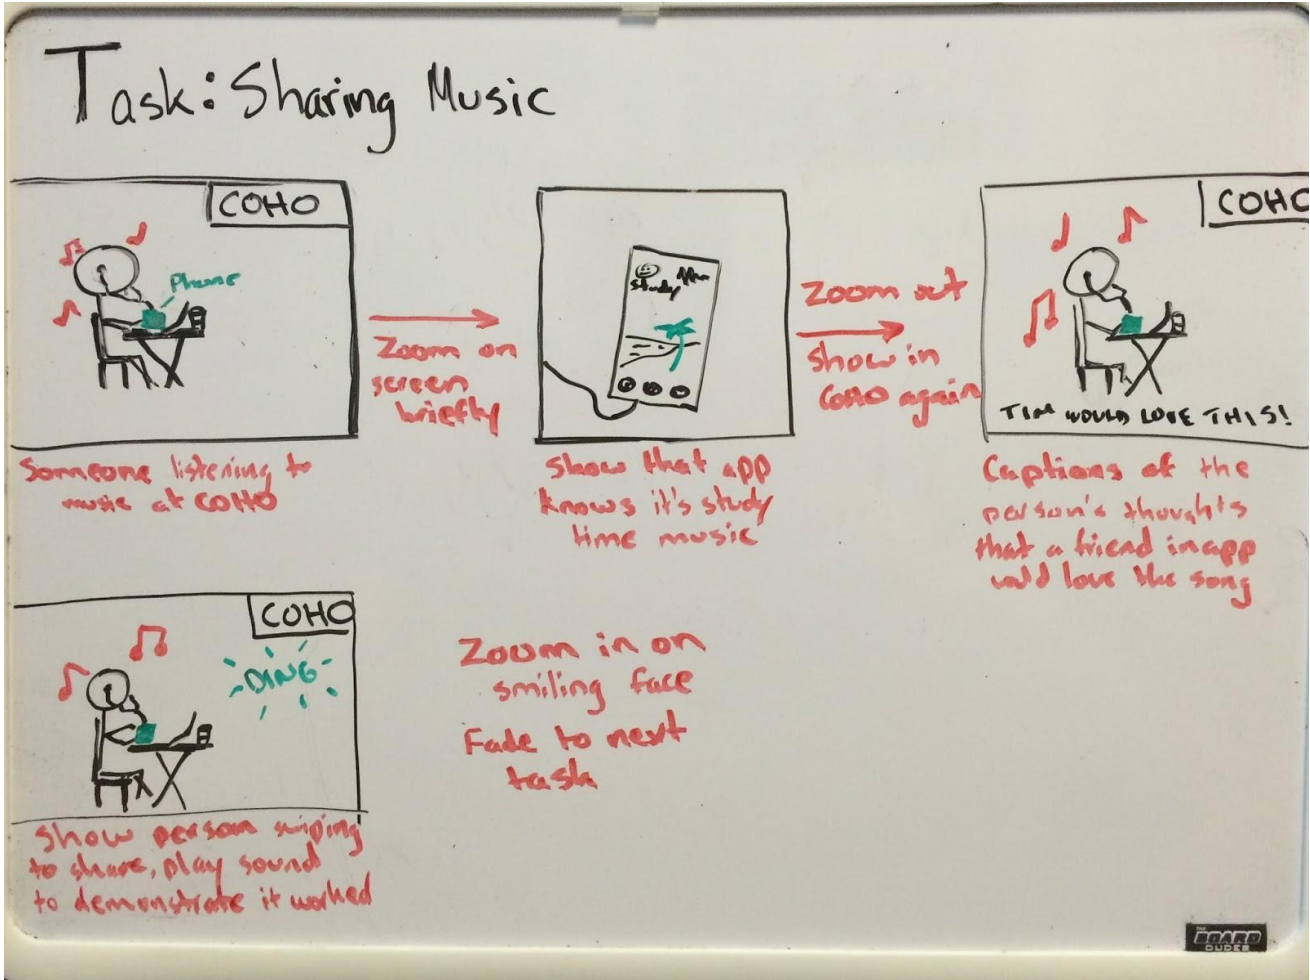 Task: Sharing Music
COHO
Phone
Someone listening to
music at COHO
Zoom on
screen
briefly
Study
Show that app
knows it's study
time music
Zoom out
show in
COHO again
COHO
TIM WOULD LOVE THIS!
Captions of the
person's thoughts
that a friend in app
would love the song
COHO
DING
Show person swiping
to share, play sound
to demonstrate it worked
Zoom in on
smiling face
Fade to next
task
THE
BOARD
DUDES